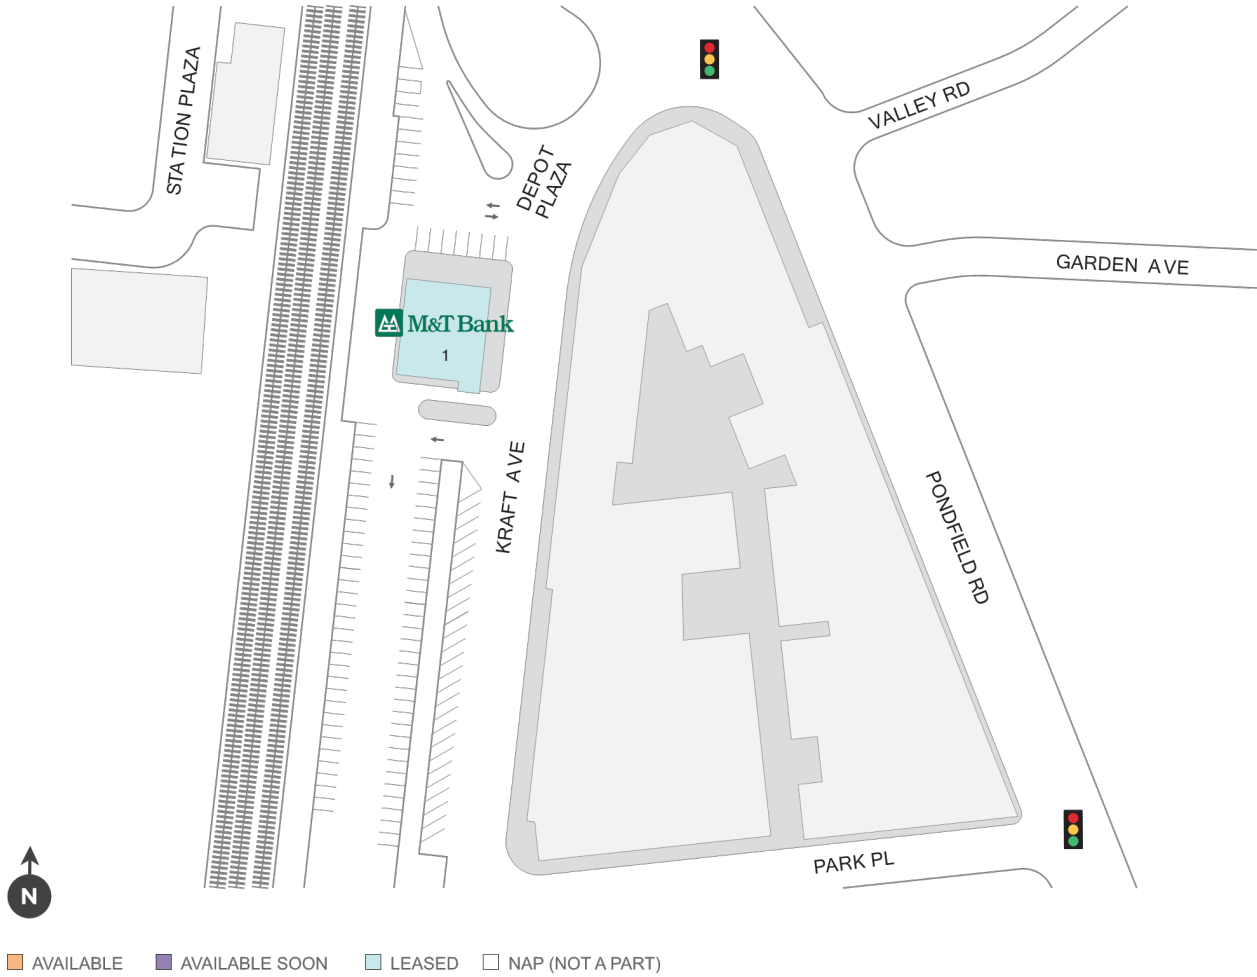 STATION PLAZA
VALLEY RD
DEPOT
PLAZA
GARDEN AVE
M&T Bank
1
KRAFT AVE
PONDFIELD RD
PARK PL
N
AVAILABLE
AVAILABLE SOON
LEASED
NAP (NOT A PART)